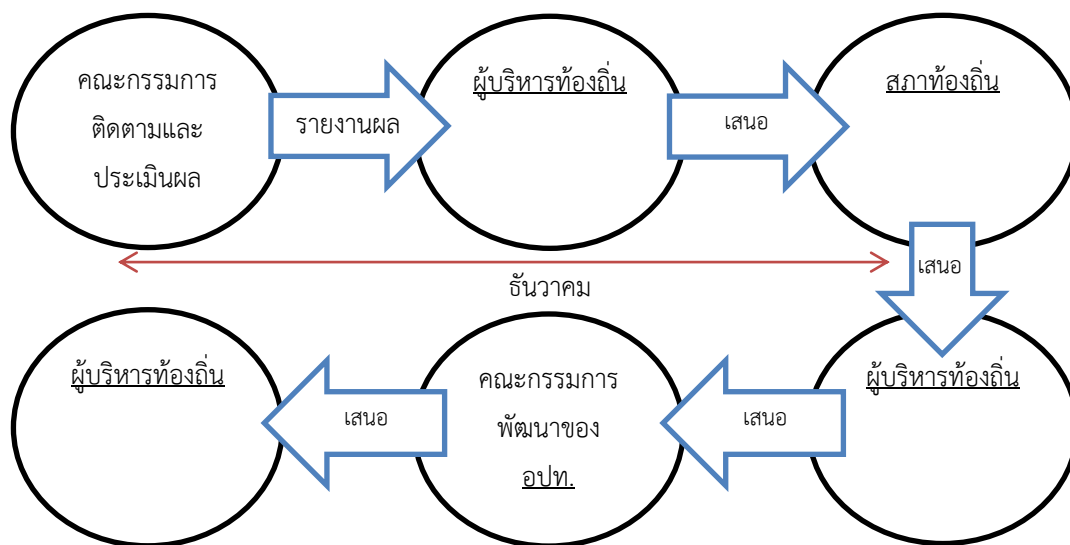 คณะกรรมการ
ติดตามและ
ประเมินผล
รายงานผล
ผู้บริหารท้องถิ่น
เสนอ
สภาท้องถิ่น
เสนอ
ธันวาคม
ผู้บริหารท้องถิ่น
เสนอ
คณะกรรมการ
พัฒนาของ
อปท.
เสนอ
ผู้บริหารท้องถิ่น